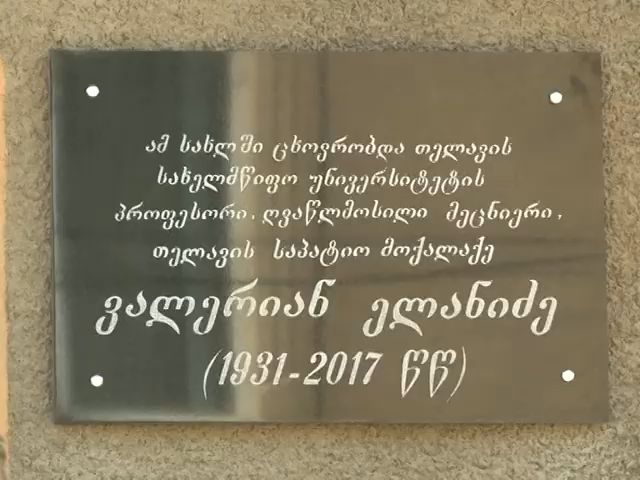 ამ სახლში ცხოვრობდა თელავის
სახელმწიფო უნივერსიტეტის
პროფესორი, ღვაწლმოსილი მეცნიერი,
თელავის საპატიო მოქალაქე
ვალერიან ელანიძე
(1931-2017 წწ)